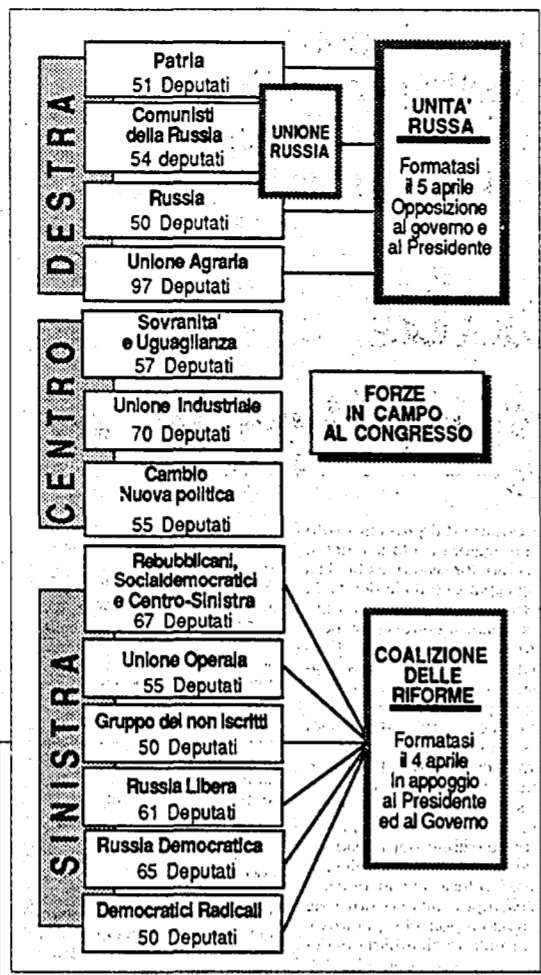 DESTRA
Patria
51 Deputati
Comunisti
della Russia
54 deputati
Russia
50 Deputati
Unione Agraria
97 Deputati
UNIONE
RUSSIA
UNITA'
RUSSA
Formatasi
il 5 aprile
Opposizione
al governo e
al Presidente
CENTRO
Sovranita'
e Uguaglianza
57 Deputati
Unione Industriale
70 Deputati
Cambio
Nuova politica
55 Deputati
FORZE
IN CAMPO
AL CONGRESSO
SINISTRA
Rebubblicani,
Socialdemocratici
e Centro-Sinistra
67 Deputati
Unione Operaia
55 Deputati
Gruppo dei non iscritti
50 Deputati
Russia Libera
61 Deputati
Russia Democratica
65 Deputati
Democratici Radicali
50 Deputati
COALIZIONE
DELLE
RIFORME
Formatasi
il 4 aprile
In appoggio
al Presidente
ed al Governo